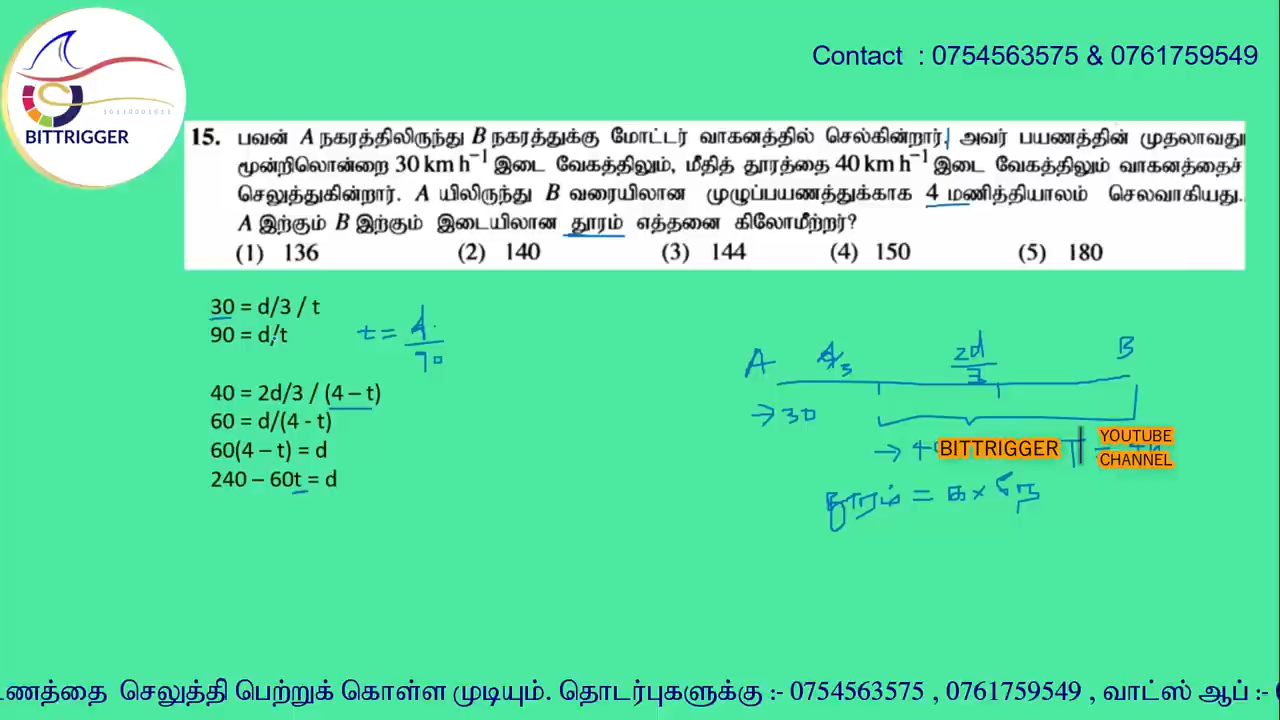 Contact : 0754563575 & 0761759549
BITTRIGGER
10110001011
15. பவன் A நகரத்திலிருந்து B நகரத்துக்கு மோட்டர் வாகனத்தில் செல்கின்றார். அவர் பயணத்தின் முதலாவது
மூன்றிலொன்றை 30 km h⁻¹ இடை வேகத்திலும், மீதித் தூரத்தை 40 km h⁻¹ இடை வேகத்திலும் வாகனத்தைச்
செலுத்துகின்றார். A யிலிருந்து B வரையிலான முழுப்பயணத்துக்காக 4 மணித்தியாலம் செலவாகியது.
A இற்கும் B இற்கும் இடையிலான தூரம் எத்தனை கிலோமீற்றர்?
(1) 136 (2) 140 (3) 144 (4) 150 (5) 180
30 = d/3 / t
90 = d/t
t = d/90
40 = 2d/3 / (4 – t)
60 = d/(4 - t)
60(4 – t) = d
240 – 60t = d
A d/3 2d/3 B
→ 30
→ 4
BITTRIGGER
YOUTUBE
CHANNEL
தூரம் = க × நே
ணத்தை செலுத்தி பெற்றுக் கொள்ள முடியும். தொடர்புகளுக்கு :- 0754563575 , 0761759549 , வாட்ஸ் ஆப் :-